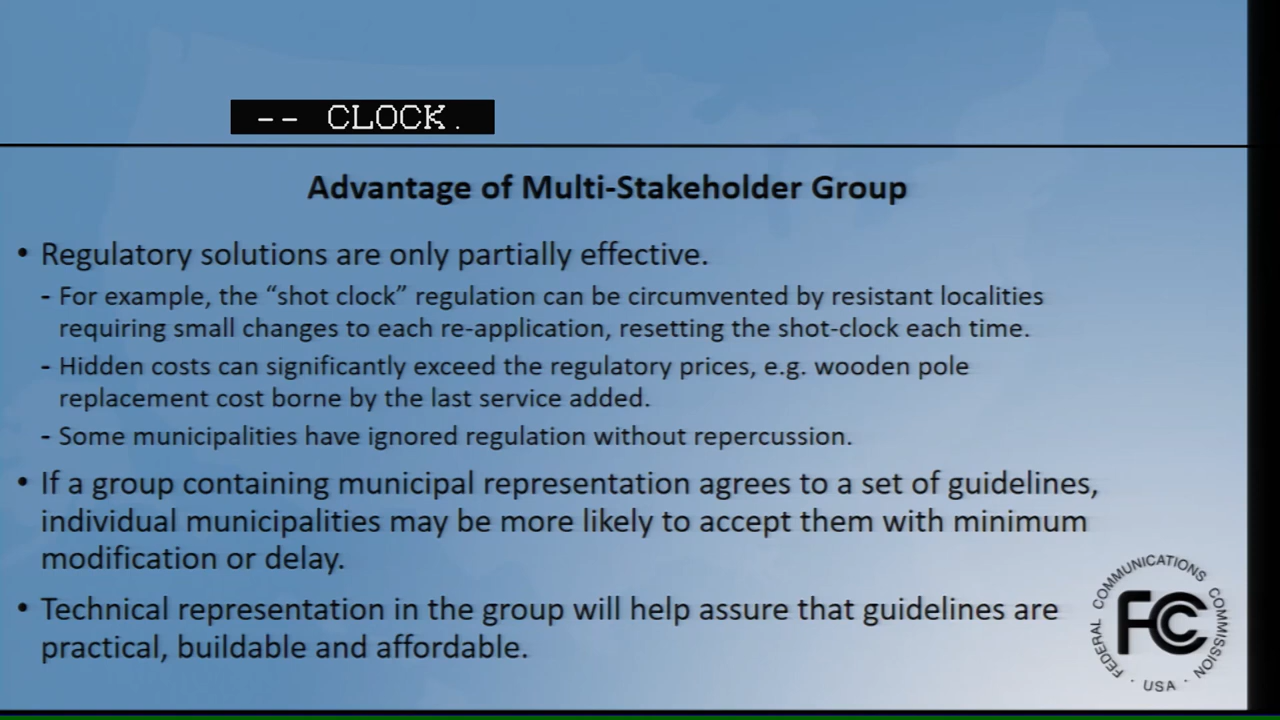 -- CLOCK.
Advantage of Multi-Stakeholder Group
• Regulatory solutions are only partially effective.
- For example, the “shot clock” regulation can be circumvented by resistant localities
requiring small changes to each re-application, resetting the shot-clock each time.
- Hidden costs can significantly exceed the regulatory prices, e.g. wooden pole
replacement cost borne by the last service added.
- Some municipalities have ignored regulation without repercussion.
• If a group containing municipal representation agrees to a set of guidelines,
individual municipalities may be more likely to accept them with minimum
modification or delay.
• Technical representation in the group will help assure that guidelines are
practical, buildable and affordable.
FEDERAL COMMUNICATIONS COMMISSION · USA ·
FCC